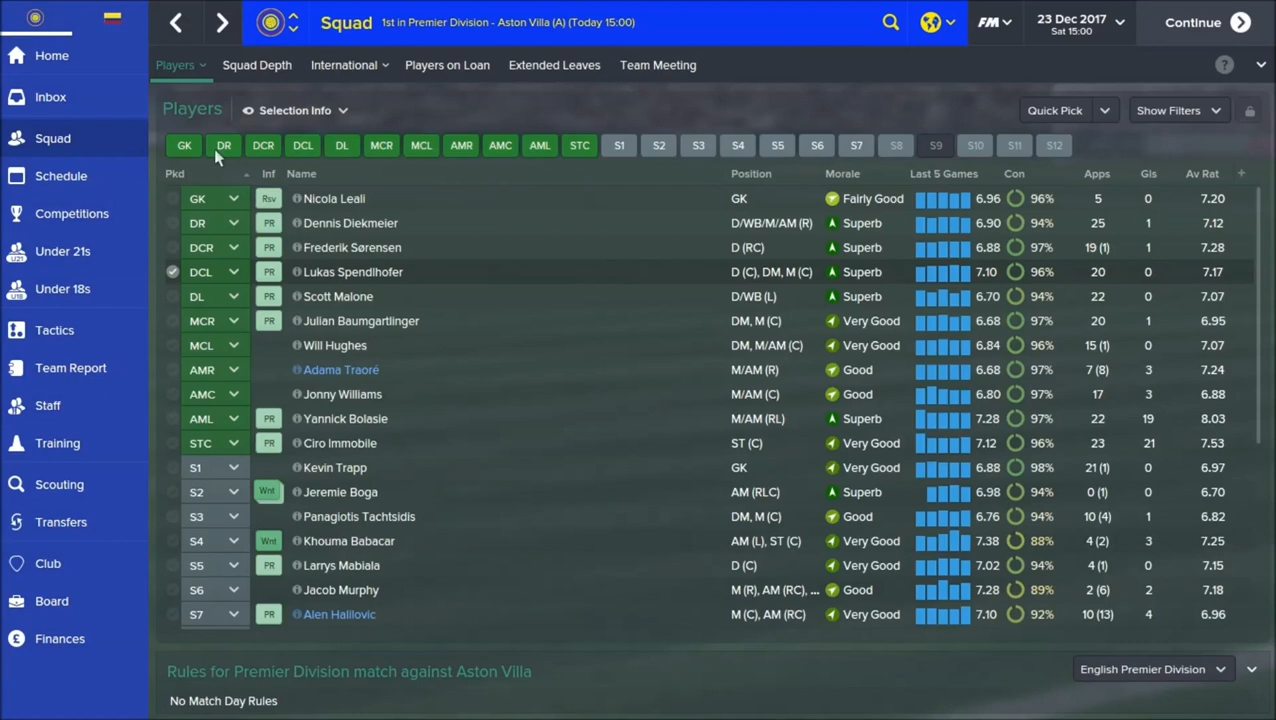 Squad 1st in Premier Division - Aston Villa (A) (Today 15:00) FM 23 Dec 2017 Sat 15:00 Continue
Home
Inbox
Squad
Schedule
Competitions
U21 Under 21s
U18 Under 18s
Tactics
Team Report
Staff
Training
Scouting
Transfers
Club
Board
£ Finances
Players Squad Depth International Players on Loan Extended Leaves Team Meeting ?
Players Selection Info Quick Pick Show Filters
GK DR DCR DCL DL MCR MCL AMR AMC AML STC S1 S2 S3 S4 S5 S6 S7 S8 S9 S10 S11 S12
Pkd Inf Name Position Morale Last 5 Games Con Apps Gls Av Rat +
GK Rsv Nicola Leali GK Fairly Good 6.96 96% 5 0 7.20
DR PR Dennis Diekmeier D/WB/M/AM (R) Superb 6.90 94% 25 1 7.12
DCR PR Frederik Sørensen D (RC) Superb 6.88 97% 19 (1) 1 7.28
DCL PR Lukas Spendlhofer D (C), DM, M (C) Superb 7.10 96% 20 0 7.17
DL PR Scott Malone D/WB (L) Superb 6.70 94% 22 0 7.07
MCR PR Julian Baumgartlinger DM, M (C) Very Good 6.68 97% 20 1 6.95
MCL Will Hughes DM, M/AM (C) Very Good 6.84 96% 15 (1) 0 7.07
AMR Adama Traoré M/AM (R) Good 6.68 97% 7 (8) 3 7.24
AMC Jonny Williams M/AM (C) Good 6.80 97% 17 3 6.88
AML PR Yannick Bolasie M/AM (RL) Superb 7.28 97% 22 19 8.03
STC PR Ciro Immobile ST (C) Very Good 7.12 96% 23 21 7.53
S1 Kevin Trapp GK Very Good 6.88 98% 21 (1) 0 6.97
S2 Wnt Jeremie Boga AM (RLC) Superb 6.98 94% 0 (1) 0 6.70
S3 Panagiotis Tachtsidis DM, M (C) Good 6.76 94% 10 (4) 1 6.82
S4 Wnt Khouma Babacar AM (L), ST (C) Very Good 7.38 88% 4 (2) 3 7.25
S5 PR Larrys Mabiala D (C) Very Good 7.02 94% 4 (1) 0 7.15
S6 Jacob Murphy M (R), AM (RC), ... Good 7.28 89% 2 (6) 2 7.18
S7 PR Alen Halilovic M (C), AM (RC) Very Good 7.10 92% 10 (13) 4 6.96
Rules for Premier Division match against Aston Villa English Premier Division
No Match Day Rules